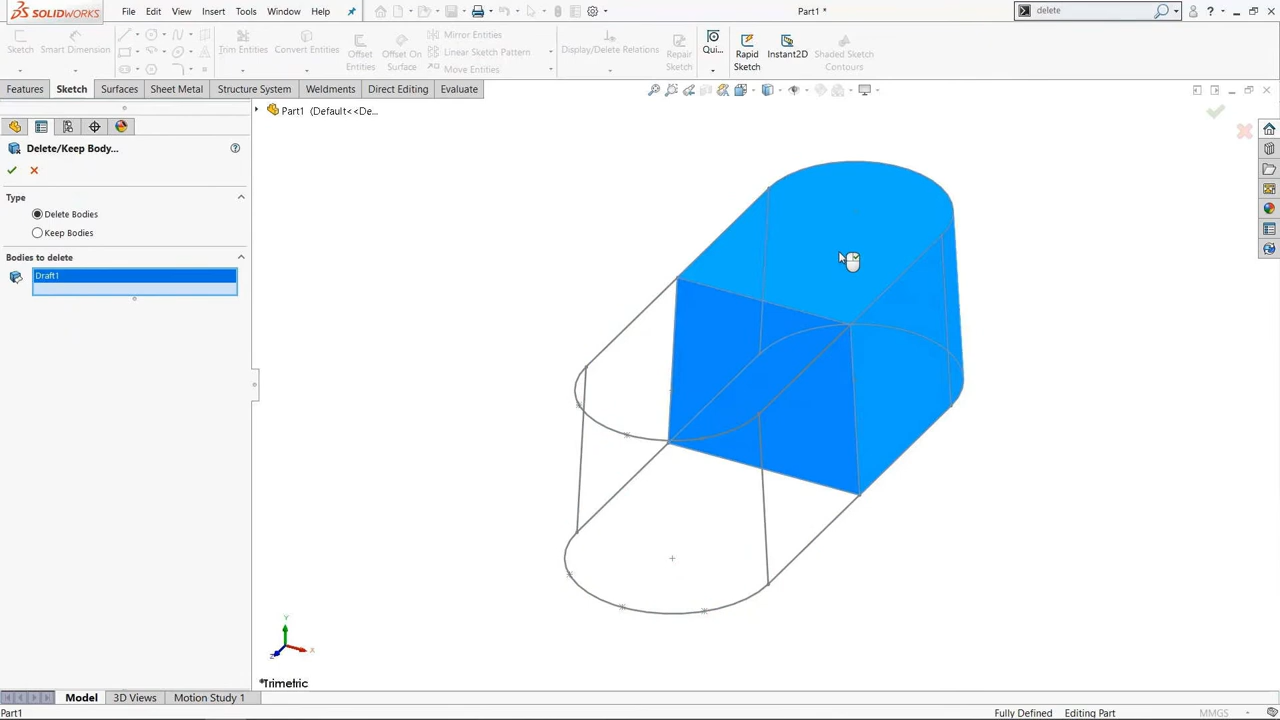 SOLIDWORKS File Edit View Insert Tools Window Help Part1 * delete
Sketch Smart Dimension Trim Entities Convert Entities Offset Entities Offset On Surface Mirror Entities Linear Sketch Pattern Move Entities Display/Delete Relations Repair Sketch Qui... Rapid Sketch Instant2D Shaded Sketch Contours
Features Sketch Surfaces Sheet Metal Structure System Weldments Direct Editing Evaluate
Part1 (Default<<De...
Delete/Keep Body...
Type
Delete Bodies
Keep Bodies
Bodies to delete
Draft1
Y
X
Z
*Trimetric
Model 3D Views Motion Study 1
Part1 Fully Defined Editing Part MMGS